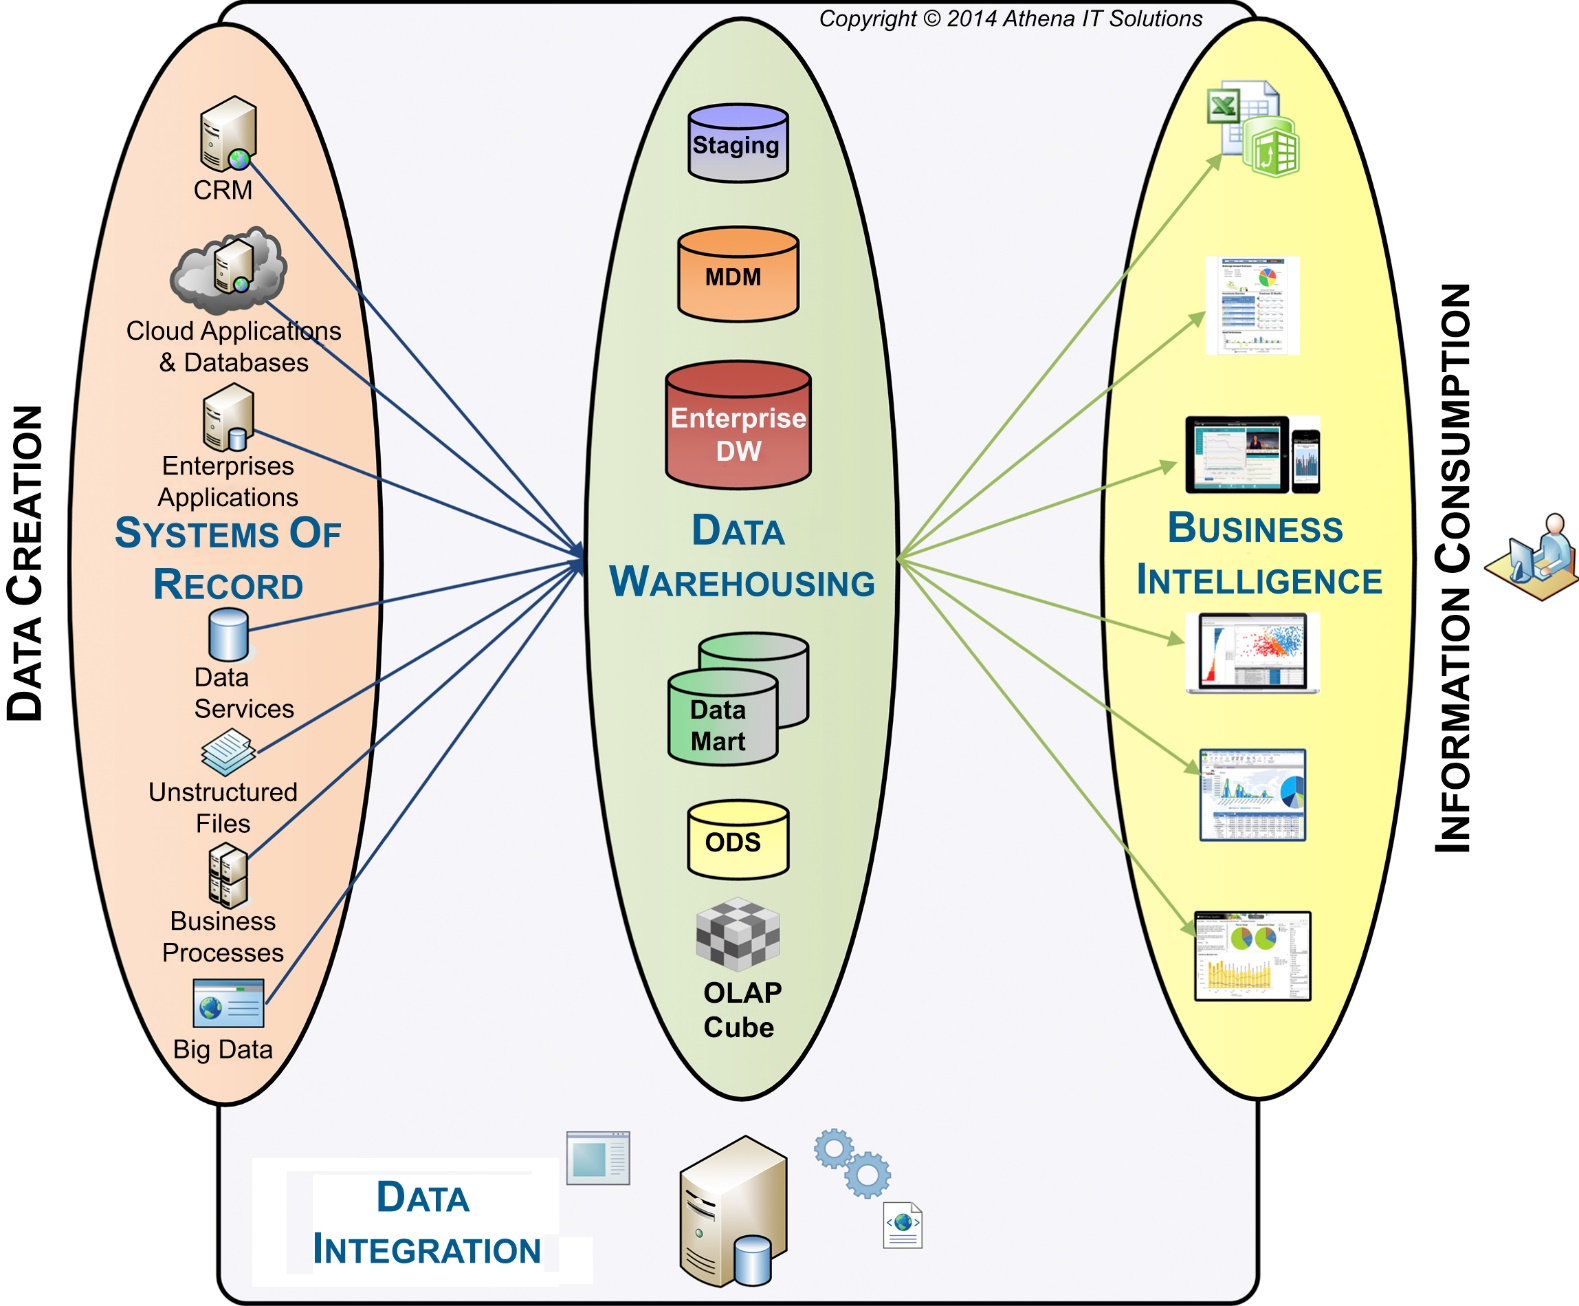 Copyright © 2014 Athena IT Solutions
DATA CREATION
CRM
Cloud Applications
& Databases
Enterprises
Applications
SYSTEMS OF
RECORD
Data
Services
Unstructured
Files
Business
Processes
Big Data
Staging
MDM
Enterprise
DW
DATA
WAREHOUSING
Data
Mart
ODS
OLAP
Cube
BUSINESS
INTELLIGENCE
INFORMATION CONSUMPTION
DATA
INTEGRATION